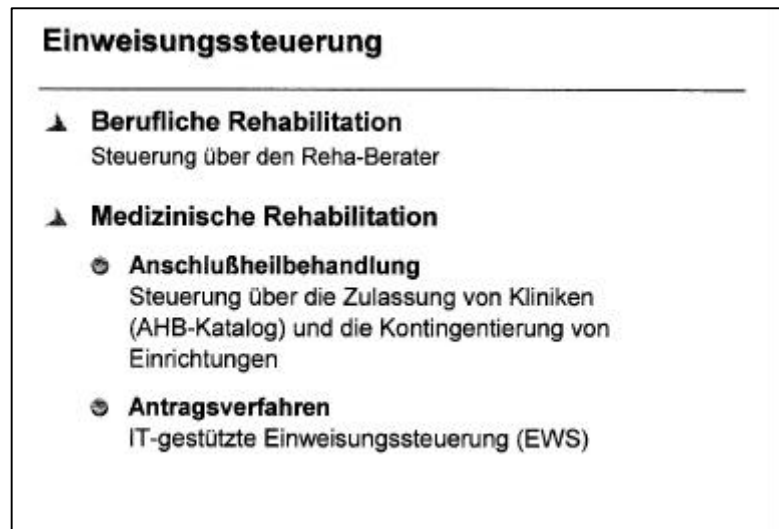 Einweisungssteuerung
Berufliche Rehabilitation
Steuerung über den Reha-Berater
Medizinische Rehabilitation
Anschlußheilbehandlung
Steuerung über die Zulassung von Kliniken
(AHB-Katalog) und die Kontingentierung von
Einrichtungen
Antragsverfahren
IT-gestützte Einweisungssteuerung (EWS)